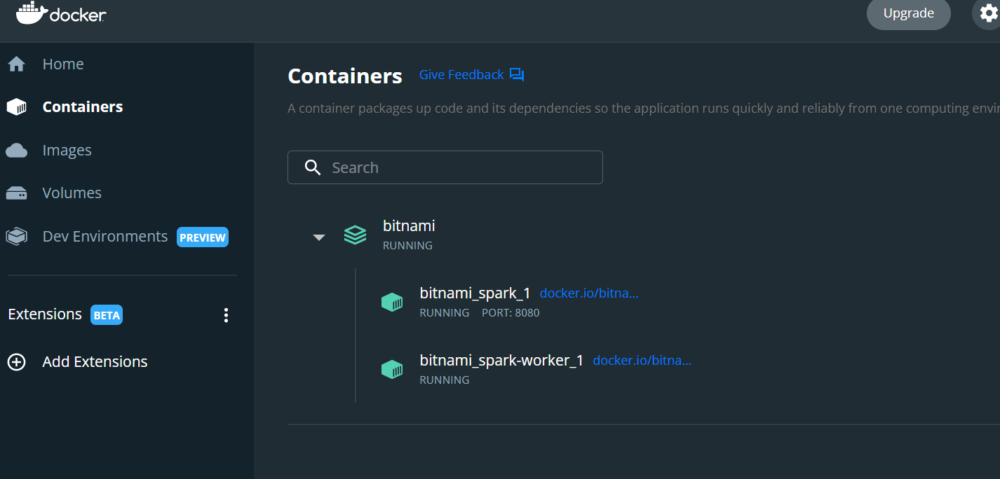 docker
Upgrade
Home
Containers
Images
Volumes
Dev Environments PREVIEW
Extensions BETA
Add Extensions
Containers Give Feedback
A container packages up code and its dependencies so the application runs quickly and reliably from one computing envir
Search
bitnami
RUNNING
bitnami_spark_1 docker.io/bitna...
RUNNING PORT: 8080
bitnami_spark-worker_1 docker.io/bitna...
RUNNING